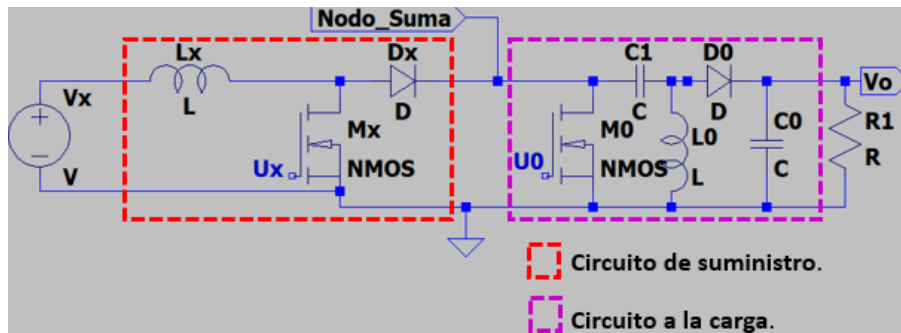 Nodo_Suma
Lx
Dx
C1
D0
Vx
L
D
C
D
Vo
Mx
M0
L0
C0
R1
Ux
NMOS
U0
NMOS
L
C
R
V
Circuito de suministro.
Circuito a la carga.